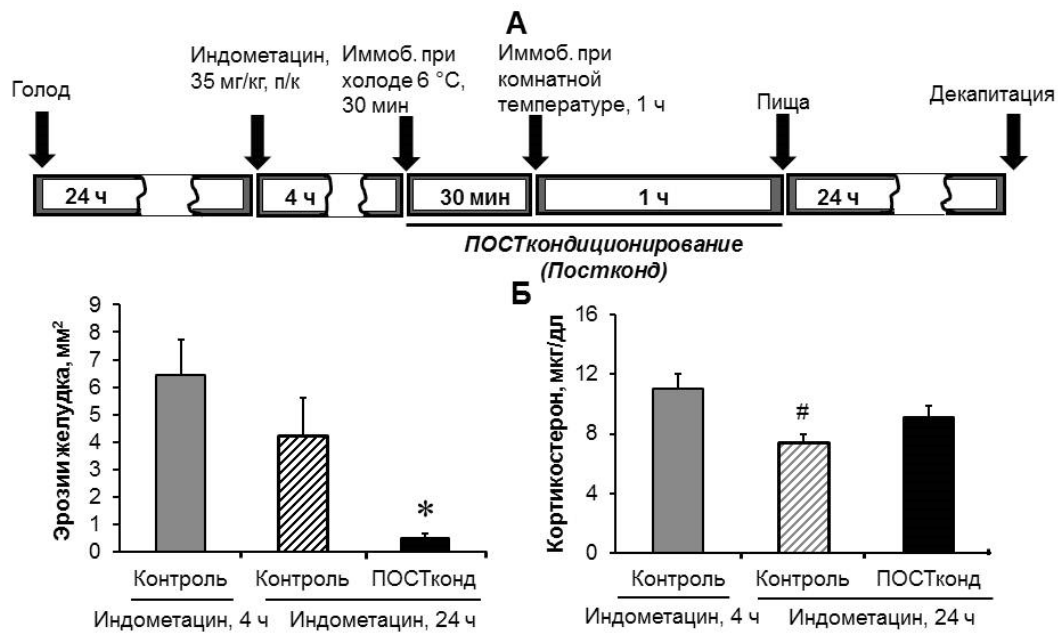 А
Голод
Индометацин,
35 мг/кг, п/к
Иммоб. при
холоде 6 °C,
30 мин
Иммоб. при
комнатной
температуре, 1 ч
Пища
Декапитация
24 ч
4 ч
30 мин
1 ч
24 ч
ПОСТкондиционирование
(Постконд)
Б
Эрозии желудка, мм²
9
8
7
6
5
4
3
2
1
0
*
Контроль
Контроль
ПОСТконд
Индометацин, 4 ч
Индометацин, 24 ч
Кортикостерон, мкг/дл
16
12
8
4
0
#
Контроль
Контроль
ПОСТконд
Индометацин, 4 ч
Индометацин, 24 ч